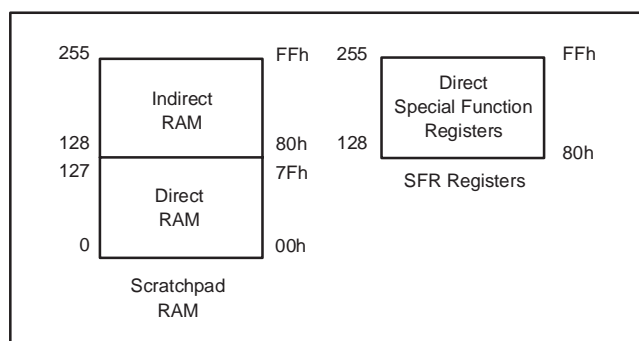 255 FFh
Indirect
RAM
128 80h
127 7Fh
Direct
RAM
0 00h
Scratchpad
RAM
255 FFh
Direct
Special Function
Registers
128 80h
SFR Registers